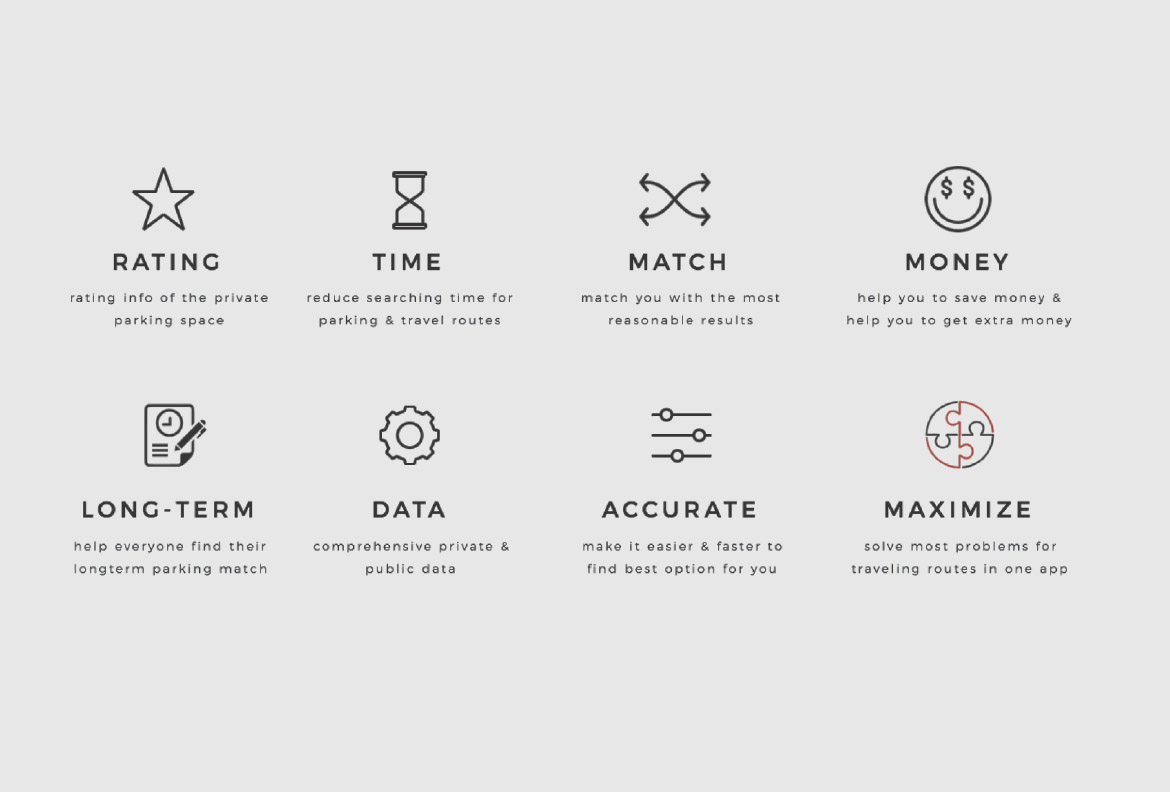 RATING
rating info of the private
parking space
TIME
reduce searching time for
parking & travel routes
MATCH
match you with the most
reasonable results
$ $
MONEY
help you to save money &
help you to get extra money
LONG-TERM
help everyone find their
longterm parking match
DATA
comprehensive private &
public data
ACCURATE
make it easier & faster to
find best option for you
MAXIMIZE
solve most problems for
traveling routes in one app